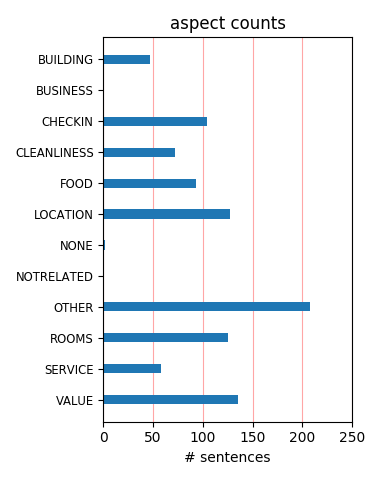 aspect counts
BUILDING
BUSINESS
CHECKIN
CLEANLINESS
FOOD
LOCATION
NONE
NOTRELATED
OTHER
ROOMS
SERVICE
VALUE
0 50 100 150 200 250
# sentences